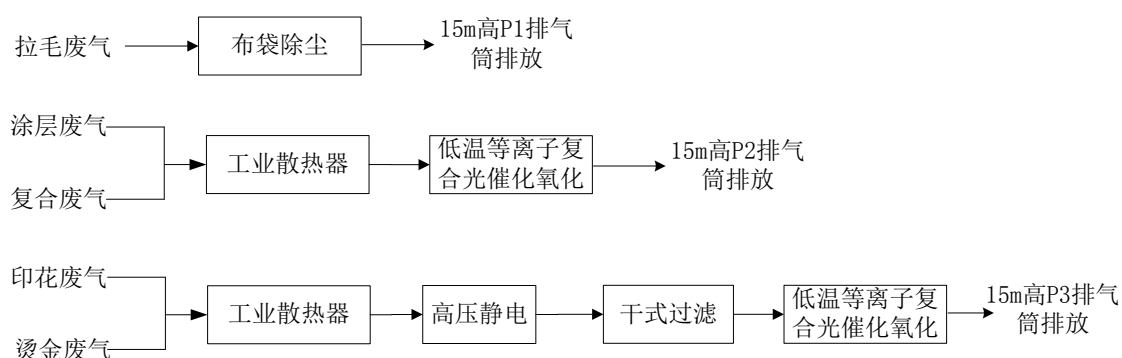 拉毛废气
布袋除尘
15m高P1排气
筒排放
涂层废气
复合废气
工业散热器
低温等离子复
合光催化氧化
15m高P2排气
筒排放
印花废气
烫金废气
工业散热器
高压静电
干式过滤
低温等离子复
合光催化氧化
15m高P3排气
筒排放